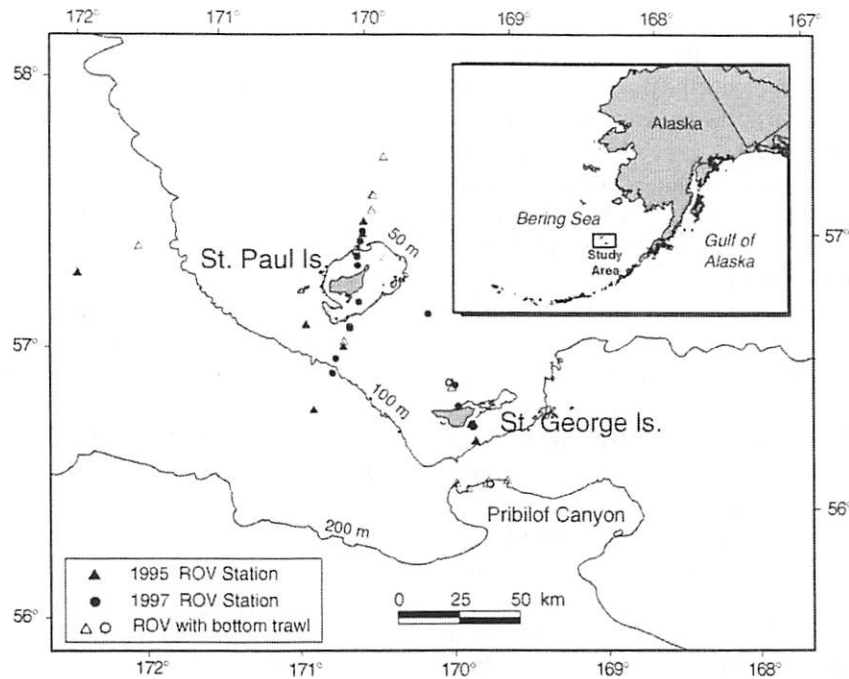 172°
171°
170°
169°
168°
167°
58°
Alaska
Bering Sea
Study
Area
Gulf of
Alaska
57°
St. Paul Is.
50 m
57°
100 m
St. George Is.
56°
Pribilof Canyon
200 m
▲ 1995 ROV Station
● 1997 ROV Station
△ ○ ROV with bottom trawl
0 25 50 km
56°
172°
171°
170°
169°
168°